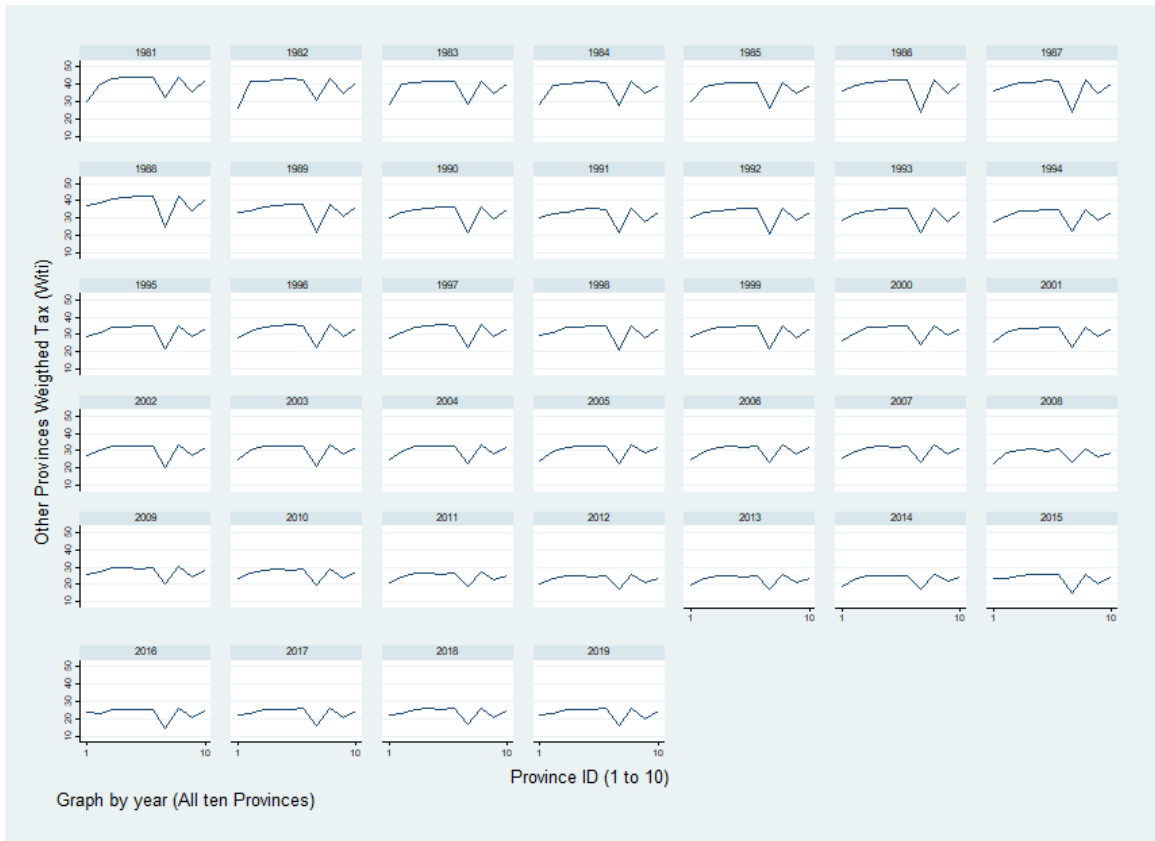 1981 1982 1983 1984 1985 1986 1987
50
40
30
20
10
1988 1989 1990 1991 1992 1993 1994
50
40
30
20
10
1995 1996 1997 1998 1999 2000 2001
50
40
30
20
10
2002 2003 2004 2005 2006 2007 2008
50
40
30
20
10
2009 2010 2011 2012 2013 2014 2015
50
40
30
20
10
1 10 1 10 1 10
2016 2017 2018 2019
50
40
30
20
10
1 10 1 10 1 10 1 10
Other Provinces Weigthed Tax (Witi)
Province ID (1 to 10)
Graph by year (All ten Provinces)